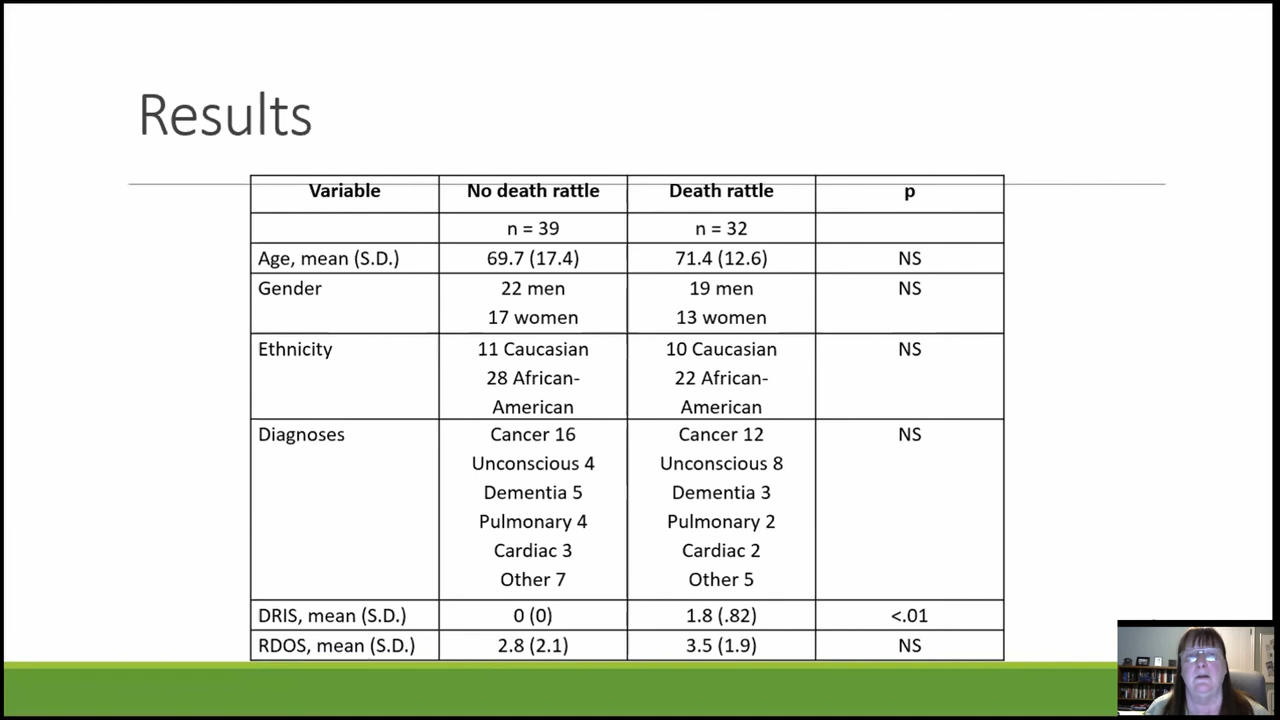 Results
Variable No death rattle Death rattle p
n = 39 n = 32
Age, mean (S.D.) 69.7 (17.4) 71.4 (12.6) NS
Gender 22 men 19 men NS
17 women 13 women
Ethnicity 11 Caucasian 10 Caucasian NS
28 African- 22 African-
American American
Diagnoses Cancer 16 Cancer 12 NS
Unconscious 4 Unconscious 8
Dementia 5 Dementia 3
Pulmonary 4 Pulmonary 2
Cardiac 3 Cardiac 2
Other 7 Other 5
DRIS, mean (S.D.) 0 (0) 1.8 (.82) <.01
RDOS, mean (S.D.) 2.8 (2.1) 3.5 (1.9) NS